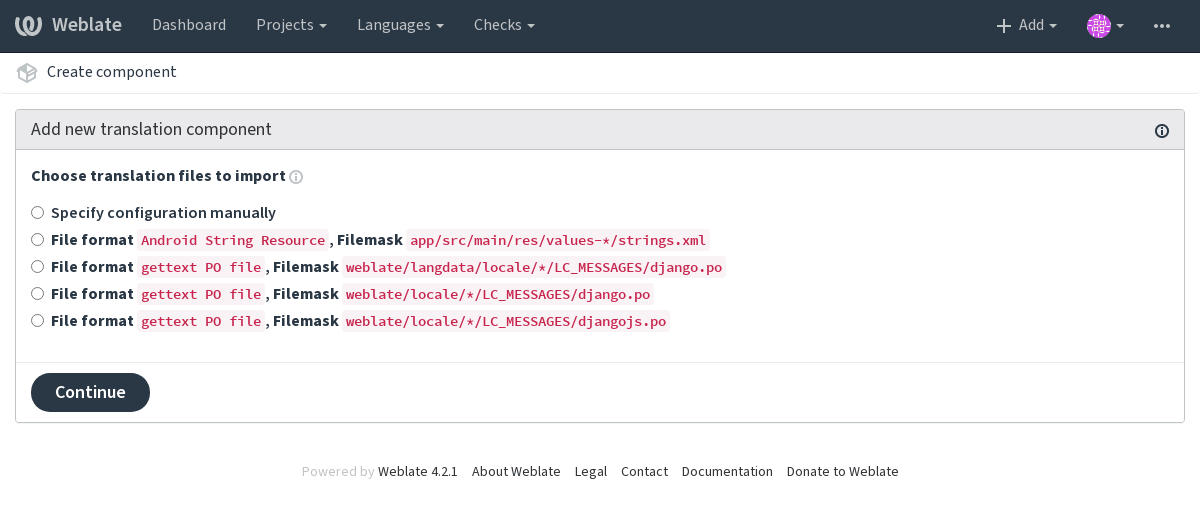 Weblate Dashboard Projects Languages Checks Add
Create component
Add new translation component
Choose translation files to import
Specify configuration manually
File format Android String Resource, Filemask app/src/main/res/values-*/strings.xml
File format gettext PO file, Filemask weblate/langdata/locale/*/LC_MESSAGES/django.po
File format gettext PO file, Filemask weblate/locale/*/LC_MESSAGES/django.po
File format gettext PO file, Filemask weblate/locale/*/LC_MESSAGES/djangojs.po
Continue
Powered by Weblate 4.2.1 About Weblate Legal Contact Documentation Donate to Weblate